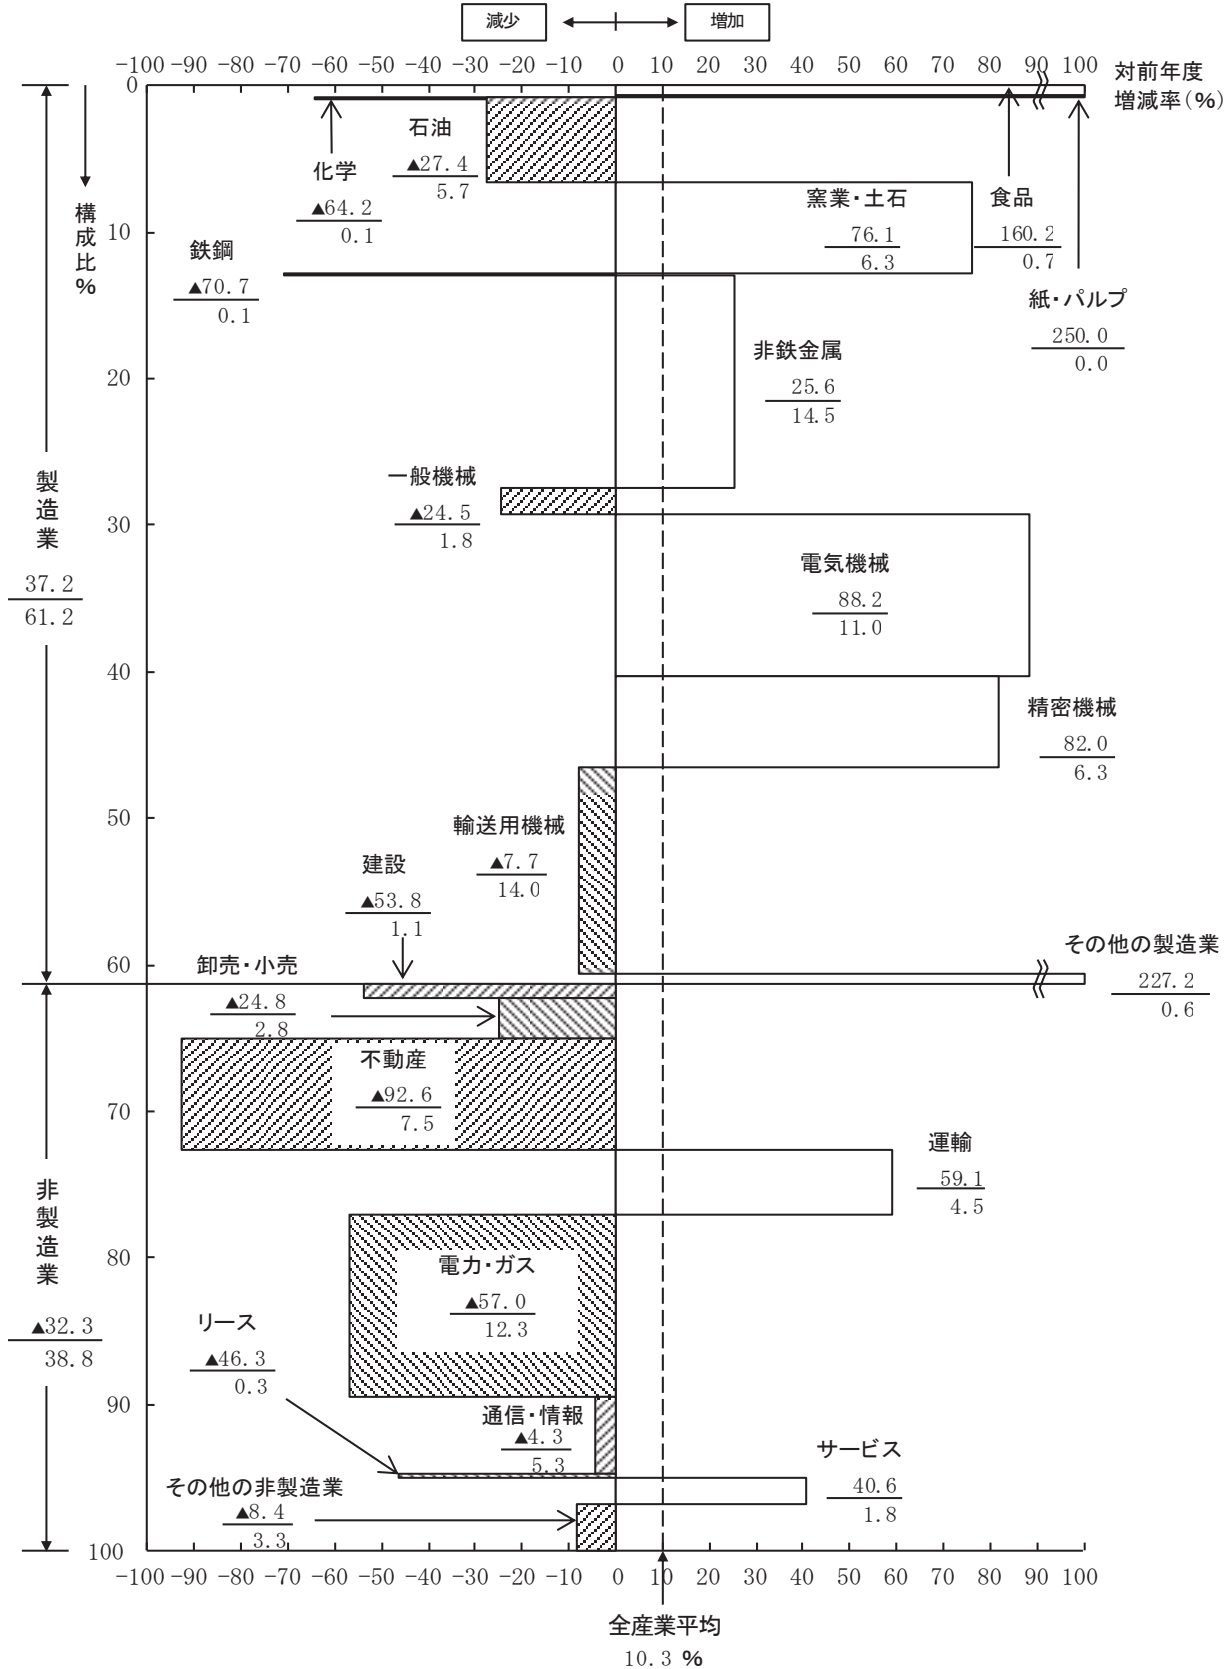 減少
増加
-100 -90 -80 -70 -60 -50 -40 -30 -20 -10 0 10 20 30 40 50 60 70 80 90 100
対前年度
増減率(%)
0
10
20
30
40
50
60
70
80
90
100
構成比%
製造業
37.2
61.2
非製造業
▲32.3
38.8
石油
▲27.4
5.7
化学
▲64.2
0.1
窯業・土石
76.1
6.3
食品
160.2
0.7
紙・パルプ
250.0
0.0
鉄鋼
▲70.7
0.1
非鉄金属
25.6
14.5
一般機械
▲24.5
1.8
電気機械
88.2
11.0
精密機械
82.0
6.3
輸送用機械
▲7.7
14.0
建設
▲53.8
1.1
その他の製造業
227.2
0.6
卸売・小売
▲24.8
2.8
不動産
▲92.6
7.5
運輸
59.1
4.5
電力・ガス
▲57.0
12.3
リース
▲46.3
0.3
通信・情報
▲4.3
5.3
サービス
40.6
1.8
その他の非製造業
▲8.4
3.3
-100 -90 -80 -70 -60 -50 -40 -30 -20 -10 0 10 20 30 40 50 60 70 80 90 100
全産業平均
10.3 %